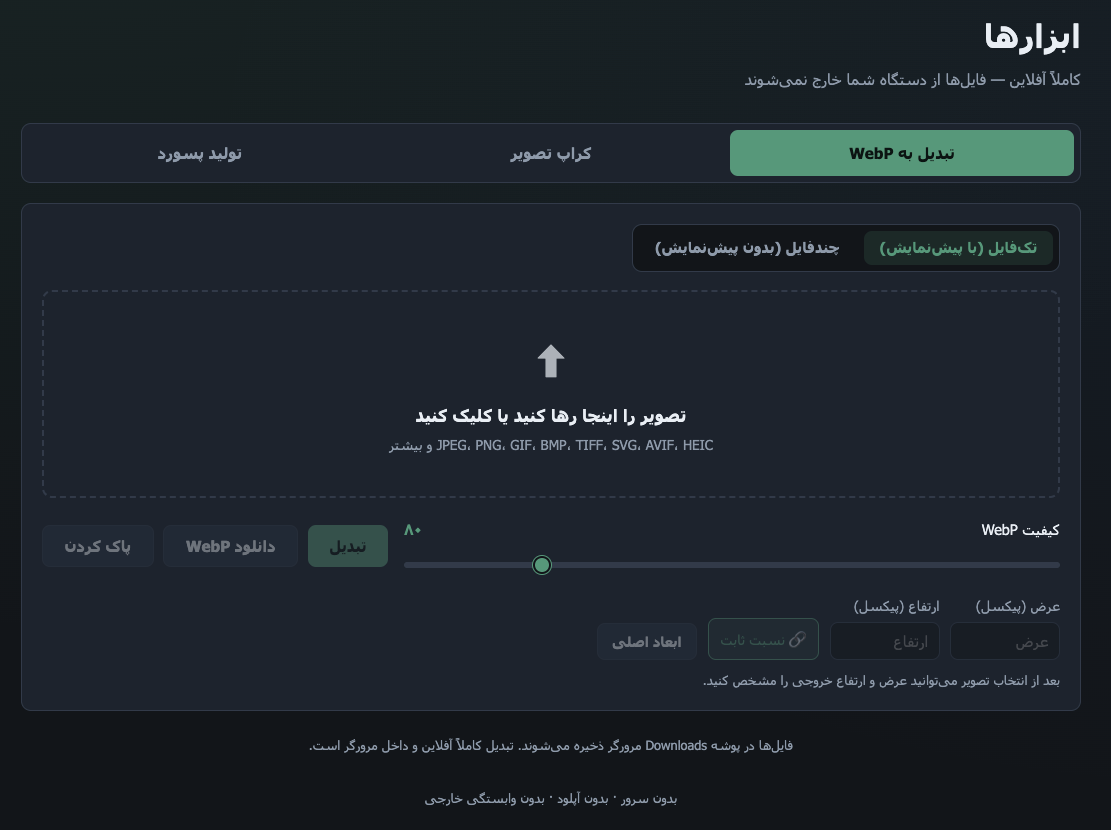 ابزارها
کاملاً آفلاین — فایل‌ها از دستگاه شما خارج نمی‌شوند
تبدیل به WebP
کراپ تصویر
تولید پسورد
تک‌فایل (با پیش‌نمایش)
چندفایل (بدون پیش‌نمایش)
تصویر را اینجا رها کنید یا کلیک کنید
JPEG، PNG، GIF، BMP، TIFF، SVG، AVIF، HEIC و بیشتر
کیفیت WebP
۸۰
تبدیل
دانلود WebP
پاک کردن
عرض (پیکسل)
ارتفاع (پیکسل)
عرض
ارتفاع
🔗 نسبت ثابت
ابعاد اصلی
بعد از انتخاب تصویر می‌توانید عرض و ارتفاع خروجی را مشخص کنید.
فایل‌ها در پوشه Downloads مرورگر ذخیره می‌شوند. تبدیل کاملاً آفلاین و داخل مرورگر است.
بدون سرور · بدون آپلود · بدون وابستگی خارجی